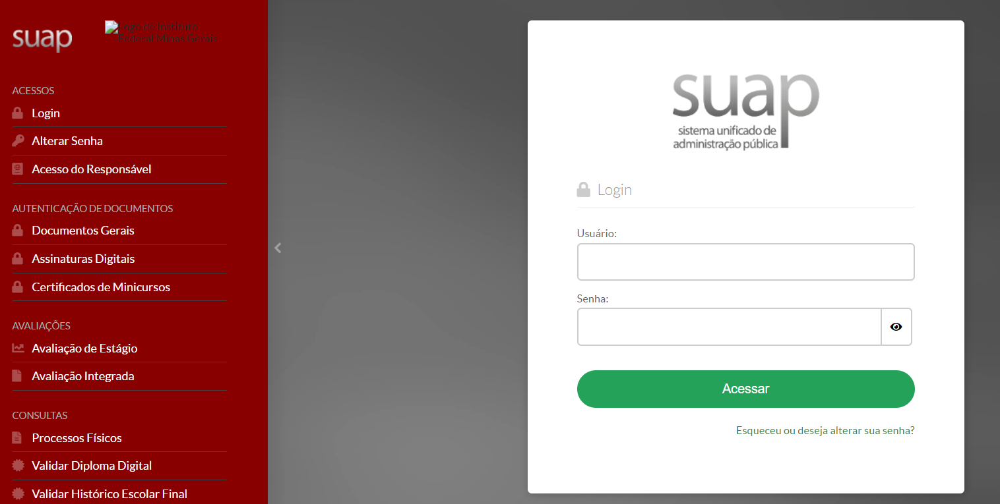 suap
Logo do Instituto
Federal Minas Gerais
ACESSOS
Login
Alterar Senha
Acesso do Responsável
AUTENTICAÇÃO DE DOCUMENTOS
Documentos Gerais
Assinaturas Digitais
Certificados de Minicursos
AVALIAÇÕES
Avaliação de Estágio
Avaliação Integrada
CONSULTAS
Processos Físicos
Validar Diploma Digital
Validar Histórico Escolar Final
suap
sistema unificado de
administração pública
Login
Usuário:
Senha:
Acessar
Esqueceu ou deseja alterar sua senha?